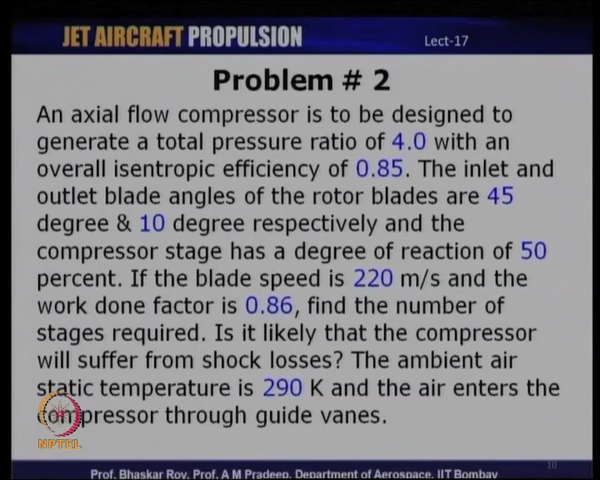 JET AIRCRAFT PROPULSION
Lect-17
Problem # 2
An axial flow compressor is to be designed to
generate a total pressure ratio of 4.0 with an
overall isentropic efficiency of 0.85. The inlet and
outlet blade angles of the rotor blades are 45
degree & 10 degree respectively and the
compressor stage has a degree of reaction of 50
percent. If the blade speed is 220 m/s and the
work done factor is 0.86, find the number of
stages required. Is it likely that the compressor
will suffer from shock losses? The ambient air
static temperature is 290 K and the air enters the
compressor through guide vanes.
NPTEL
10
Prof. Bhaskar Roy, Prof. A M Pradeep, Department of Aerospace, IIT Bombay